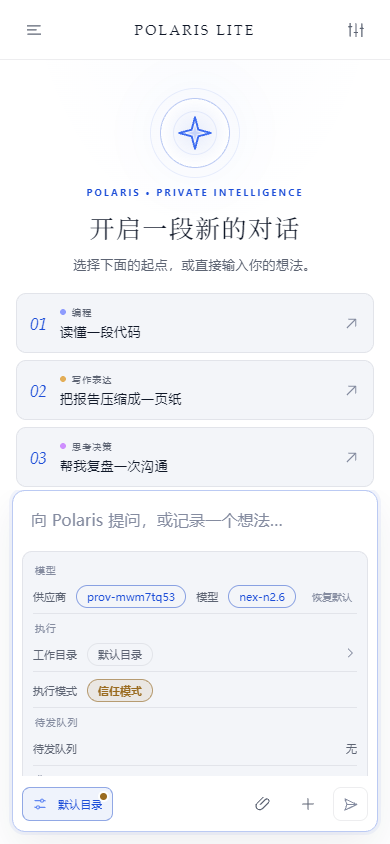 POLARIS LITE
POLARIS • PRIVATE INTELLIGENCE
开启一段新的对话
选择下面的起点，或直接输入你的想法。
01 编程
读懂一段代码
02 写作表达
把报告压缩成一页纸
03 思考决策
帮我复盘一次沟通
向 Polaris 提问，或记录一个想法...
模型
供应商 prov-mwm7tq53 模型 nex-n2.6 恢复默认
执行
工作目录 默认目录
执行模式 信任模式
待发队列
待发队列 无
默认目录